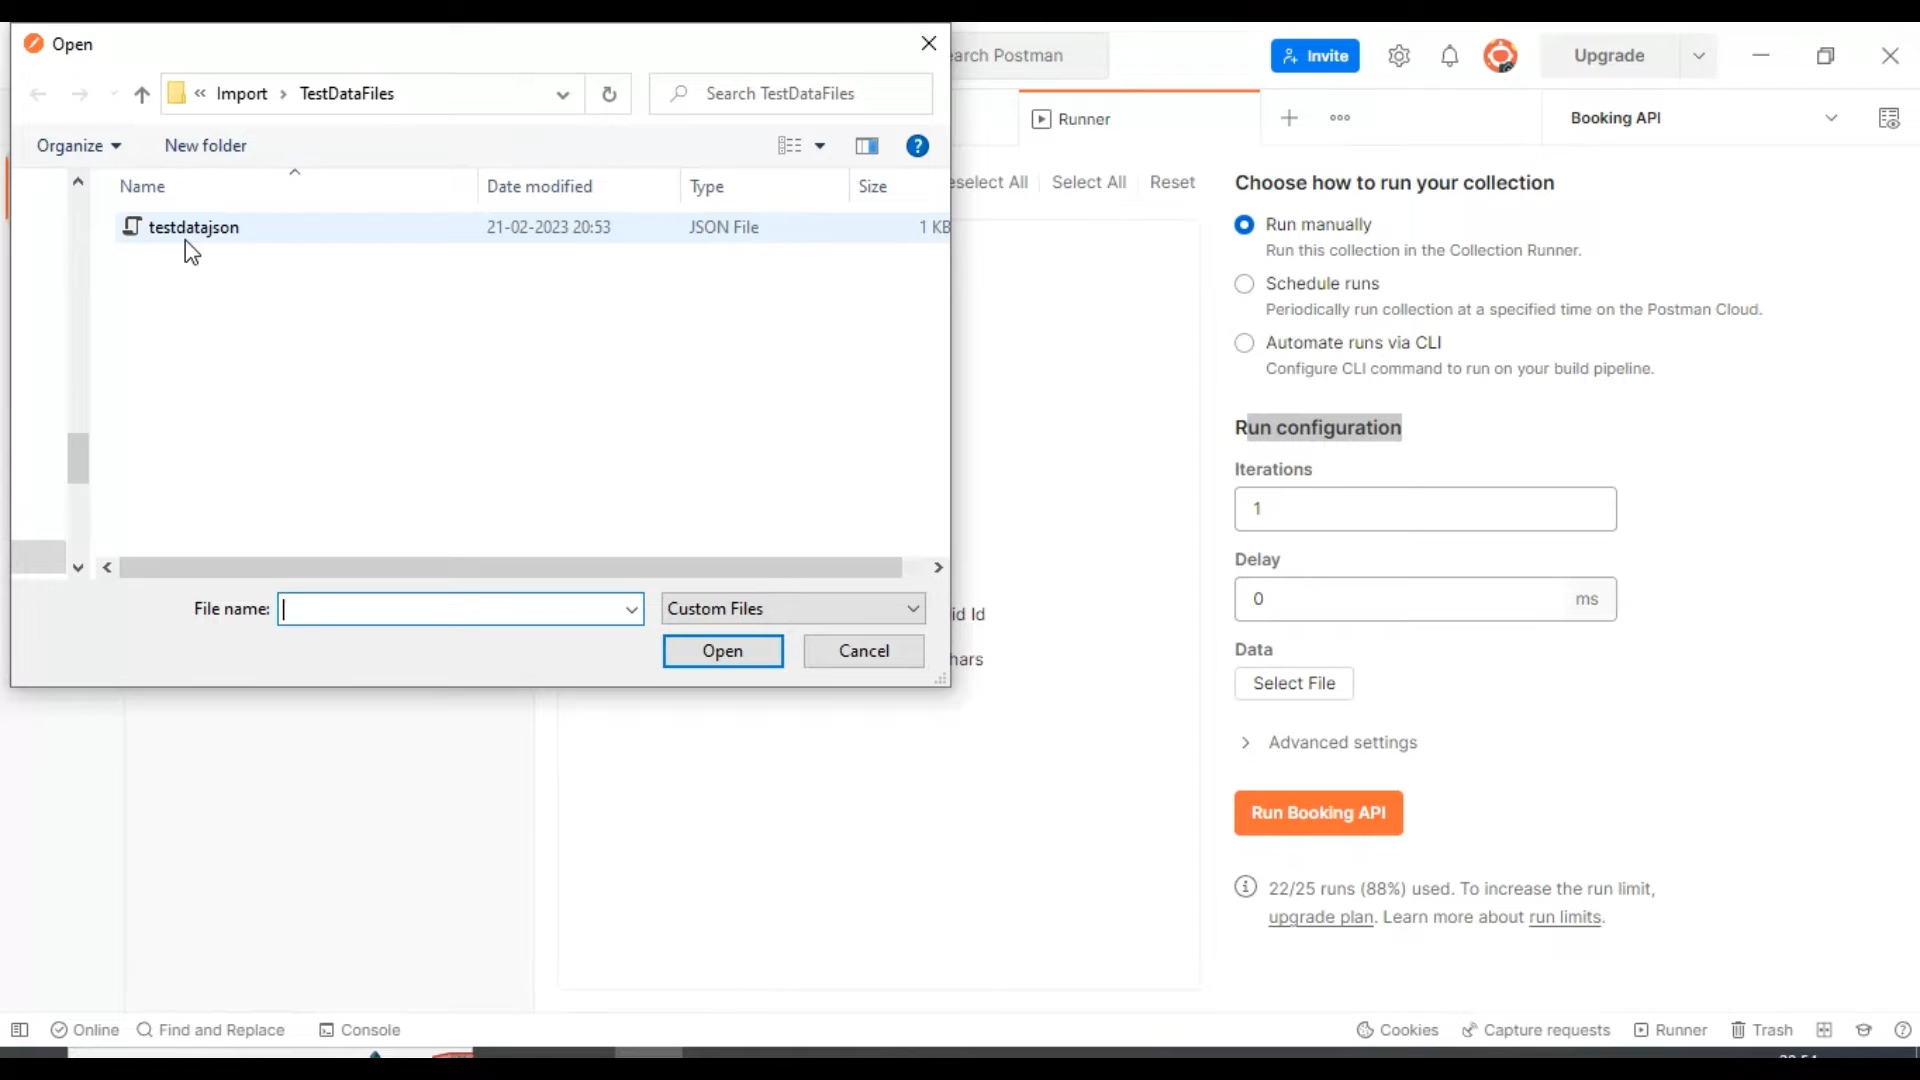 Open
Import > TestDataFiles
Search TestDataFiles
Organize
New folder
Name
Date modified
Type
Size
testdatajson
21-02-2023 20:53
JSON File
1 KB
File name:
Custom Files
Open
Cancel
arch Postman
Invite
Upgrade
Runner
Booking API
eselect All
Select All
Reset
id Id
hars
Choose how to run your collection
Run manually
Run this collection in the Collection Runner.
Schedule runs
Periodically run collection at a specified time on the Postman Cloud.
Automate runs via CLI
Configure CLI command to run on your build pipeline.
Run configuration
Iterations
1
Delay
0
ms
Data
Select File
Advanced settings
Run Booking API
22/25 runs (88%) used. To increase the run limit,
upgrade plan. Learn more about run limits.
Online
Find and Replace
Console
Cookies
Capture requests
Runner
Trash